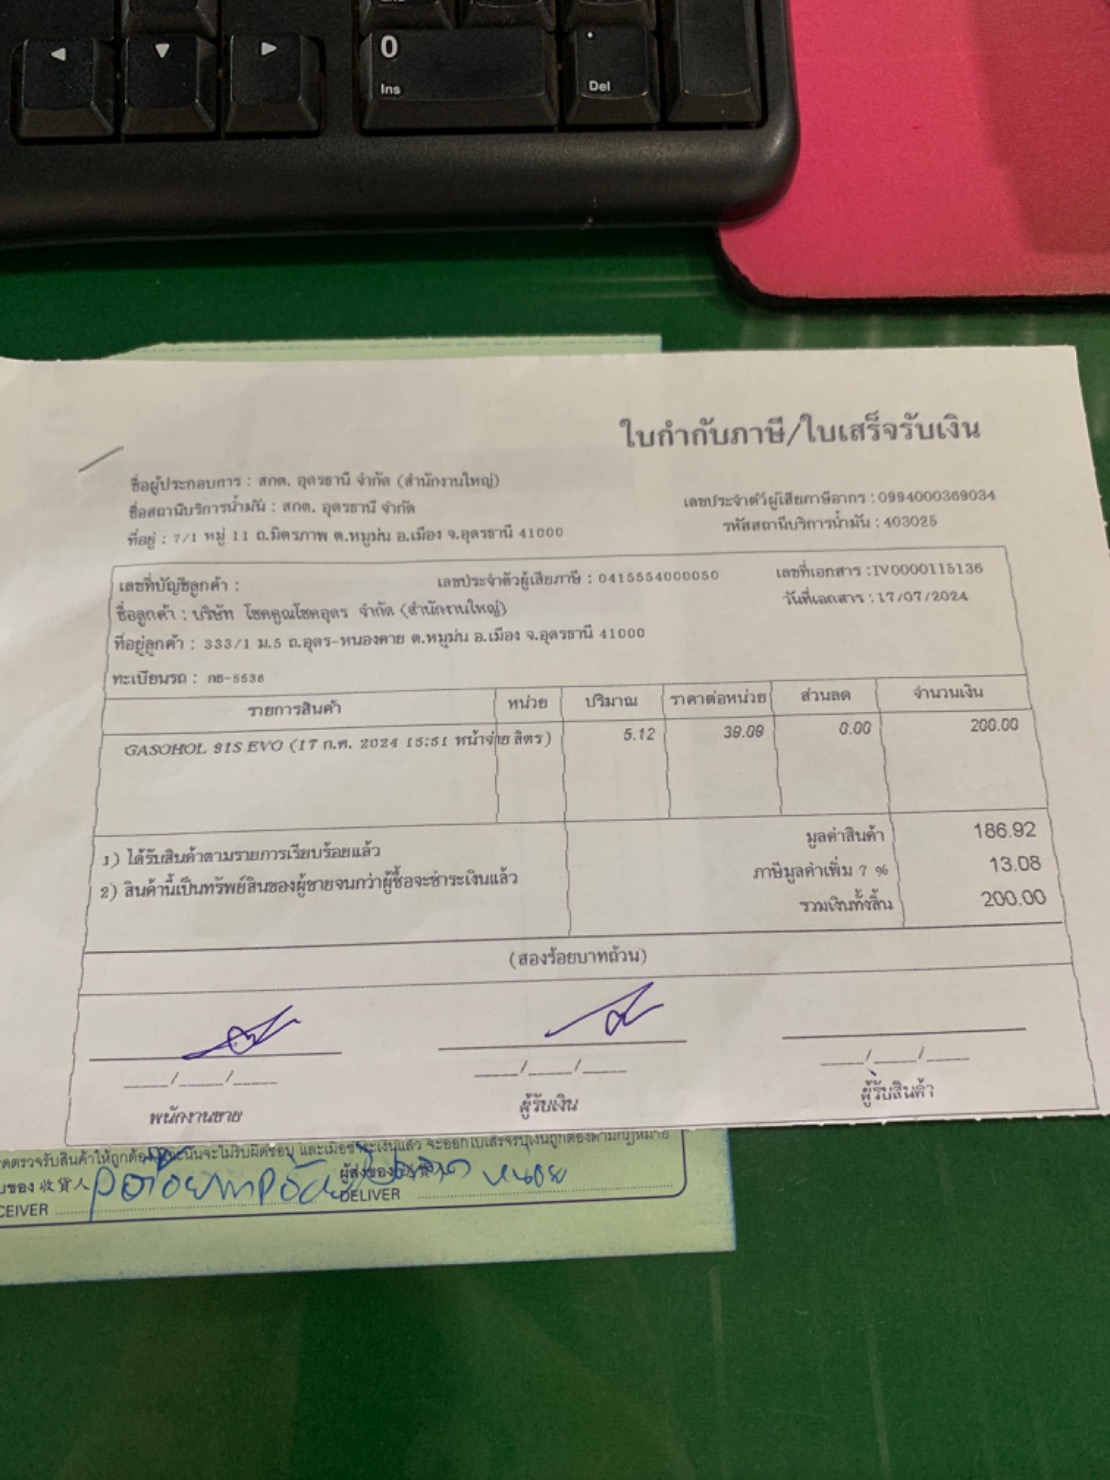 0
Ins
.
Del
ใบกำกับภาษี/ใบเสร็จรับเงิน
ชื่อผู้ประกอบการ : สกต. อุดรธานี จำกัด (สำนักงานใหญ่)
ชื่อสถานีบริการน้ำมัน : สกต. อุดรธานี จำกัด
ที่อยู่ : 7/1 หมู่ 11 ถ.มิตรภาพ ต.หมูม่น อ.เมือง จ.อุดรธานี 41000
เลขประจำตัวผู้เสียภาษีอากร : 0994000369034
รหัสสถานีบริการน้ำมัน : 403025
เลขที่บัญชีลูกค้า :
เลขประจำตัวผู้เสียภาษี : 0415554000050
เลขที่เอกสาร : IV0000115136
ชื่อลูกค้า : บริษัท โชคคูณโชคอุดร จำกัด (สำนักงานใหญ่)
วันที่เอกสาร : 17/07/2024
ที่อยู่ลูกค้า : 333/1 ม.5 ถ.อุดร-หนองคาย ต.หมูม่น อ.เมือง จ.อุดรธานี 41000
ทะเบียนรถ : กธ-5536
รายการสินค้า หน่วย ปริมาณ ราคาต่อหน่วย ส่วนลด จำนวนเงิน
GASOHOL 91S EVO (17 ก.ค. 2024 15:51 หน้าจ่าย ลิตร) 5.12 39.09 0.00 200.00
1) ได้รับสินค้าตามรายการเรียบร้อยแล้ว
2) สินค้านี้เป็นทรัพย์สินของผู้ขายจนกว่าผู้ซื้อจะชำระเงินแล้ว
มูลค่าสินค้า 186.92
ภาษีมูลค่าเพิ่ม 7 % 13.08
รวมเงินทั้งสิ้น 200.00
(สองร้อยบาทถ้วน)
____/____/____ ____/____/____ ____/____/____
พนักงานขาย ผู้รับเงิน ผู้รับสินค้า
ผู้ส่งของ
收貨人
CEIVER
DELIVER